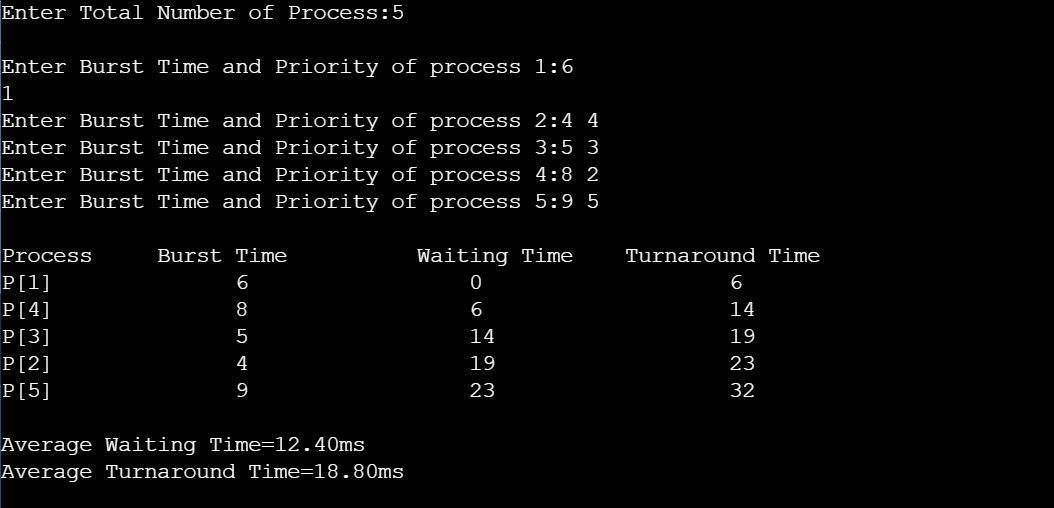 Enter Total Number of Process:5
Enter Burst Time and Priority of process 1:6
1
Enter Burst Time and Priority of process 2:4 4
Enter Burst Time and Priority of process 3:5 3
Enter Burst Time and Priority of process 4:8 2
Enter Burst Time and Priority of process 5:9 5
Process Burst Time Waiting Time Turnaround Time
P[1] 6 0 6
P[4] 8 6 14
P[3] 5 14 19
P[2] 4 19 23
P[5] 9 23 32
Average Waiting Time=12.40ms
Average Turnaround Time=18.80ms